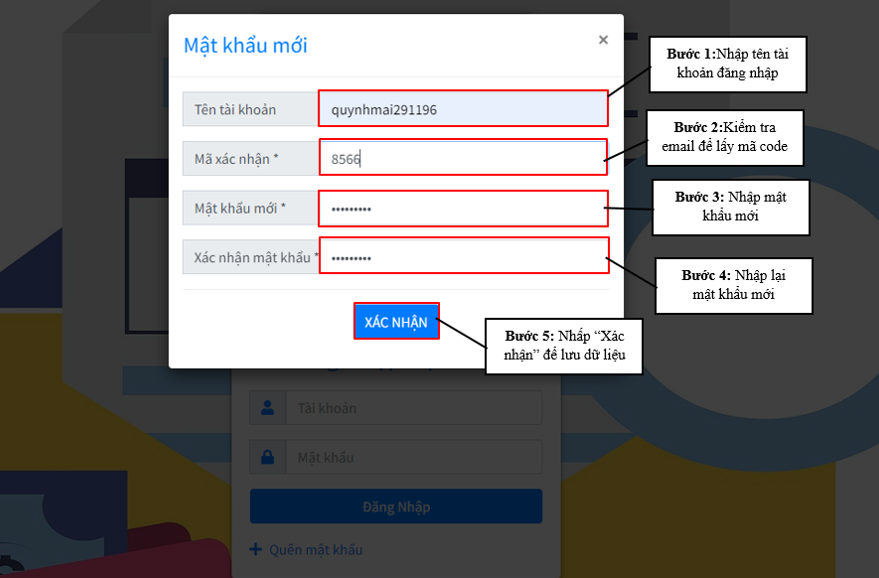 Mật khẩu mới
×
Bước 1:Nhập tên tài
khoản đăng nhập
Tên tài khoản
quynhmai291196
Bước 2:Kiểm tra
email để lấy mã code
Mã xác nhận *
8566
Mật khẩu mới *
•••••••••
Bước 3: Nhập mật
khẩu mới
Xác nhận mật khẩu *
•••••••••
Bước 4: Nhập lại
mật khẩu mới
XÁC NHẬN
Bước 5: Nhấp “Xác
nhận” để lưu dữ liệu
Tài khoản
Mật khẩu
Đăng Nhập
Quên mật khẩu